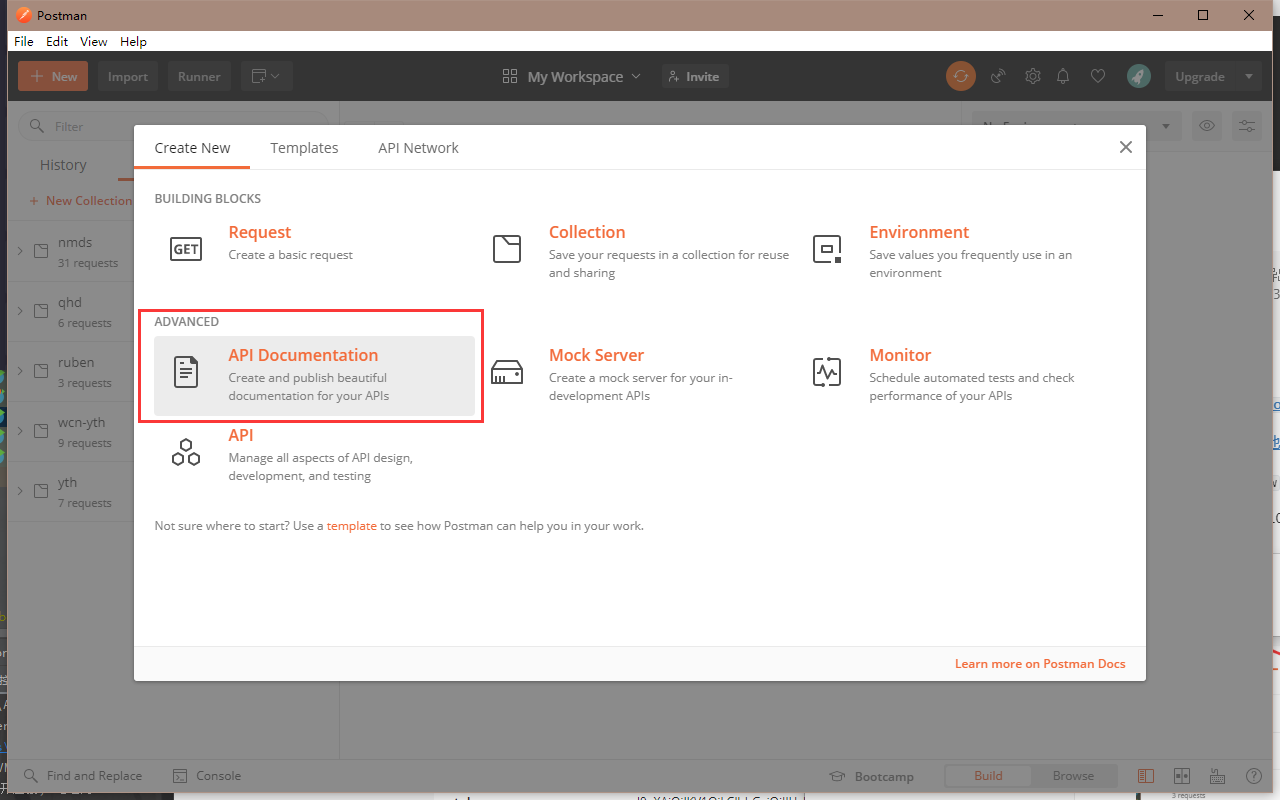 Postman
File Edit View Help
New Import Runner My Workspace Invite Upgrade
Filter
History
+ New Collection
nmds
31 requests
qhd
6 requests
ruben
3 requests
wcn-yth
9 requests
yth
7 requests
Create New Templates API Network
BUILDING BLOCKS
GET
Request
Create a basic request
Collection
Save your requests in a collection for reuse
and sharing
Environment
Save values you frequently use in an
environment
ADVANCED
API Documentation
Create and publish beautiful
documentation for your APIs
Mock Server
Create a mock server for your in-
development APIs
Monitor
Schedule automated tests and check
performance of your APIs
API
Manage all aspects of API design,
development, and testing
Not sure where to start? Use a template to see how Postman can help you in your work.
Learn more on Postman Docs
Find and Replace Console Bootcamp Build Browse
3 requests